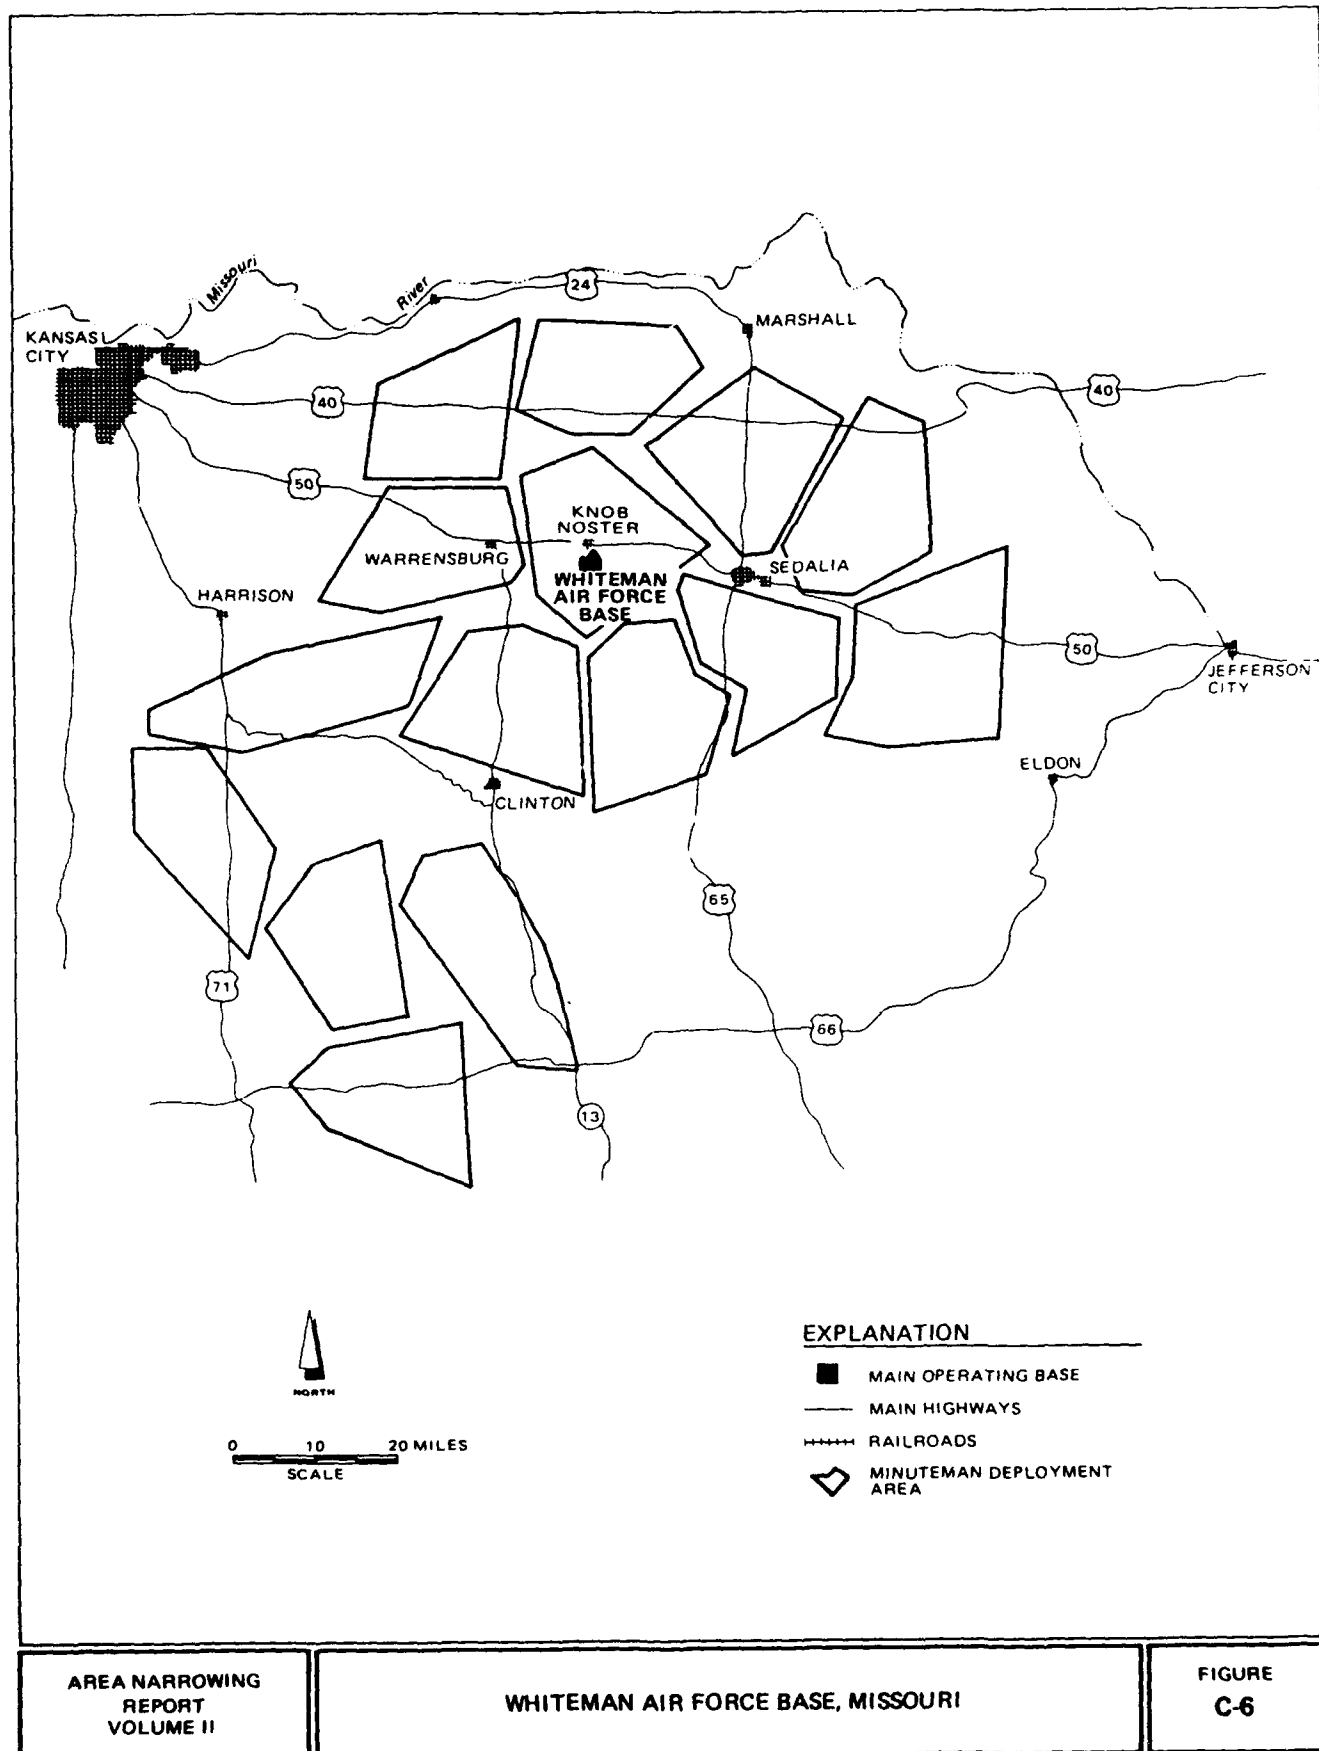 Missouri
River
24
MARSHALL
KANSAS
CITY
40
40
50
KNOB
NOSTER
WARRENSBURG
WHITEMAN
AIR FORCE
BASE
SEDALIA
HARRISON
50
JEFFERSON
CITY
ELDON
CLINTON
65
71
66
13
NORTH
0 10 20 MILES
SCALE
EXPLANATION
MAIN OPERATING BASE
MAIN HIGHWAYS
RAILROADS
MINUTEMAN DEPLOYMENT
AREA
AREA NARROWING
REPORT
VOLUME II
WHITEMAN AIR FORCE BASE, MISSOURI
FIGURE
C-6